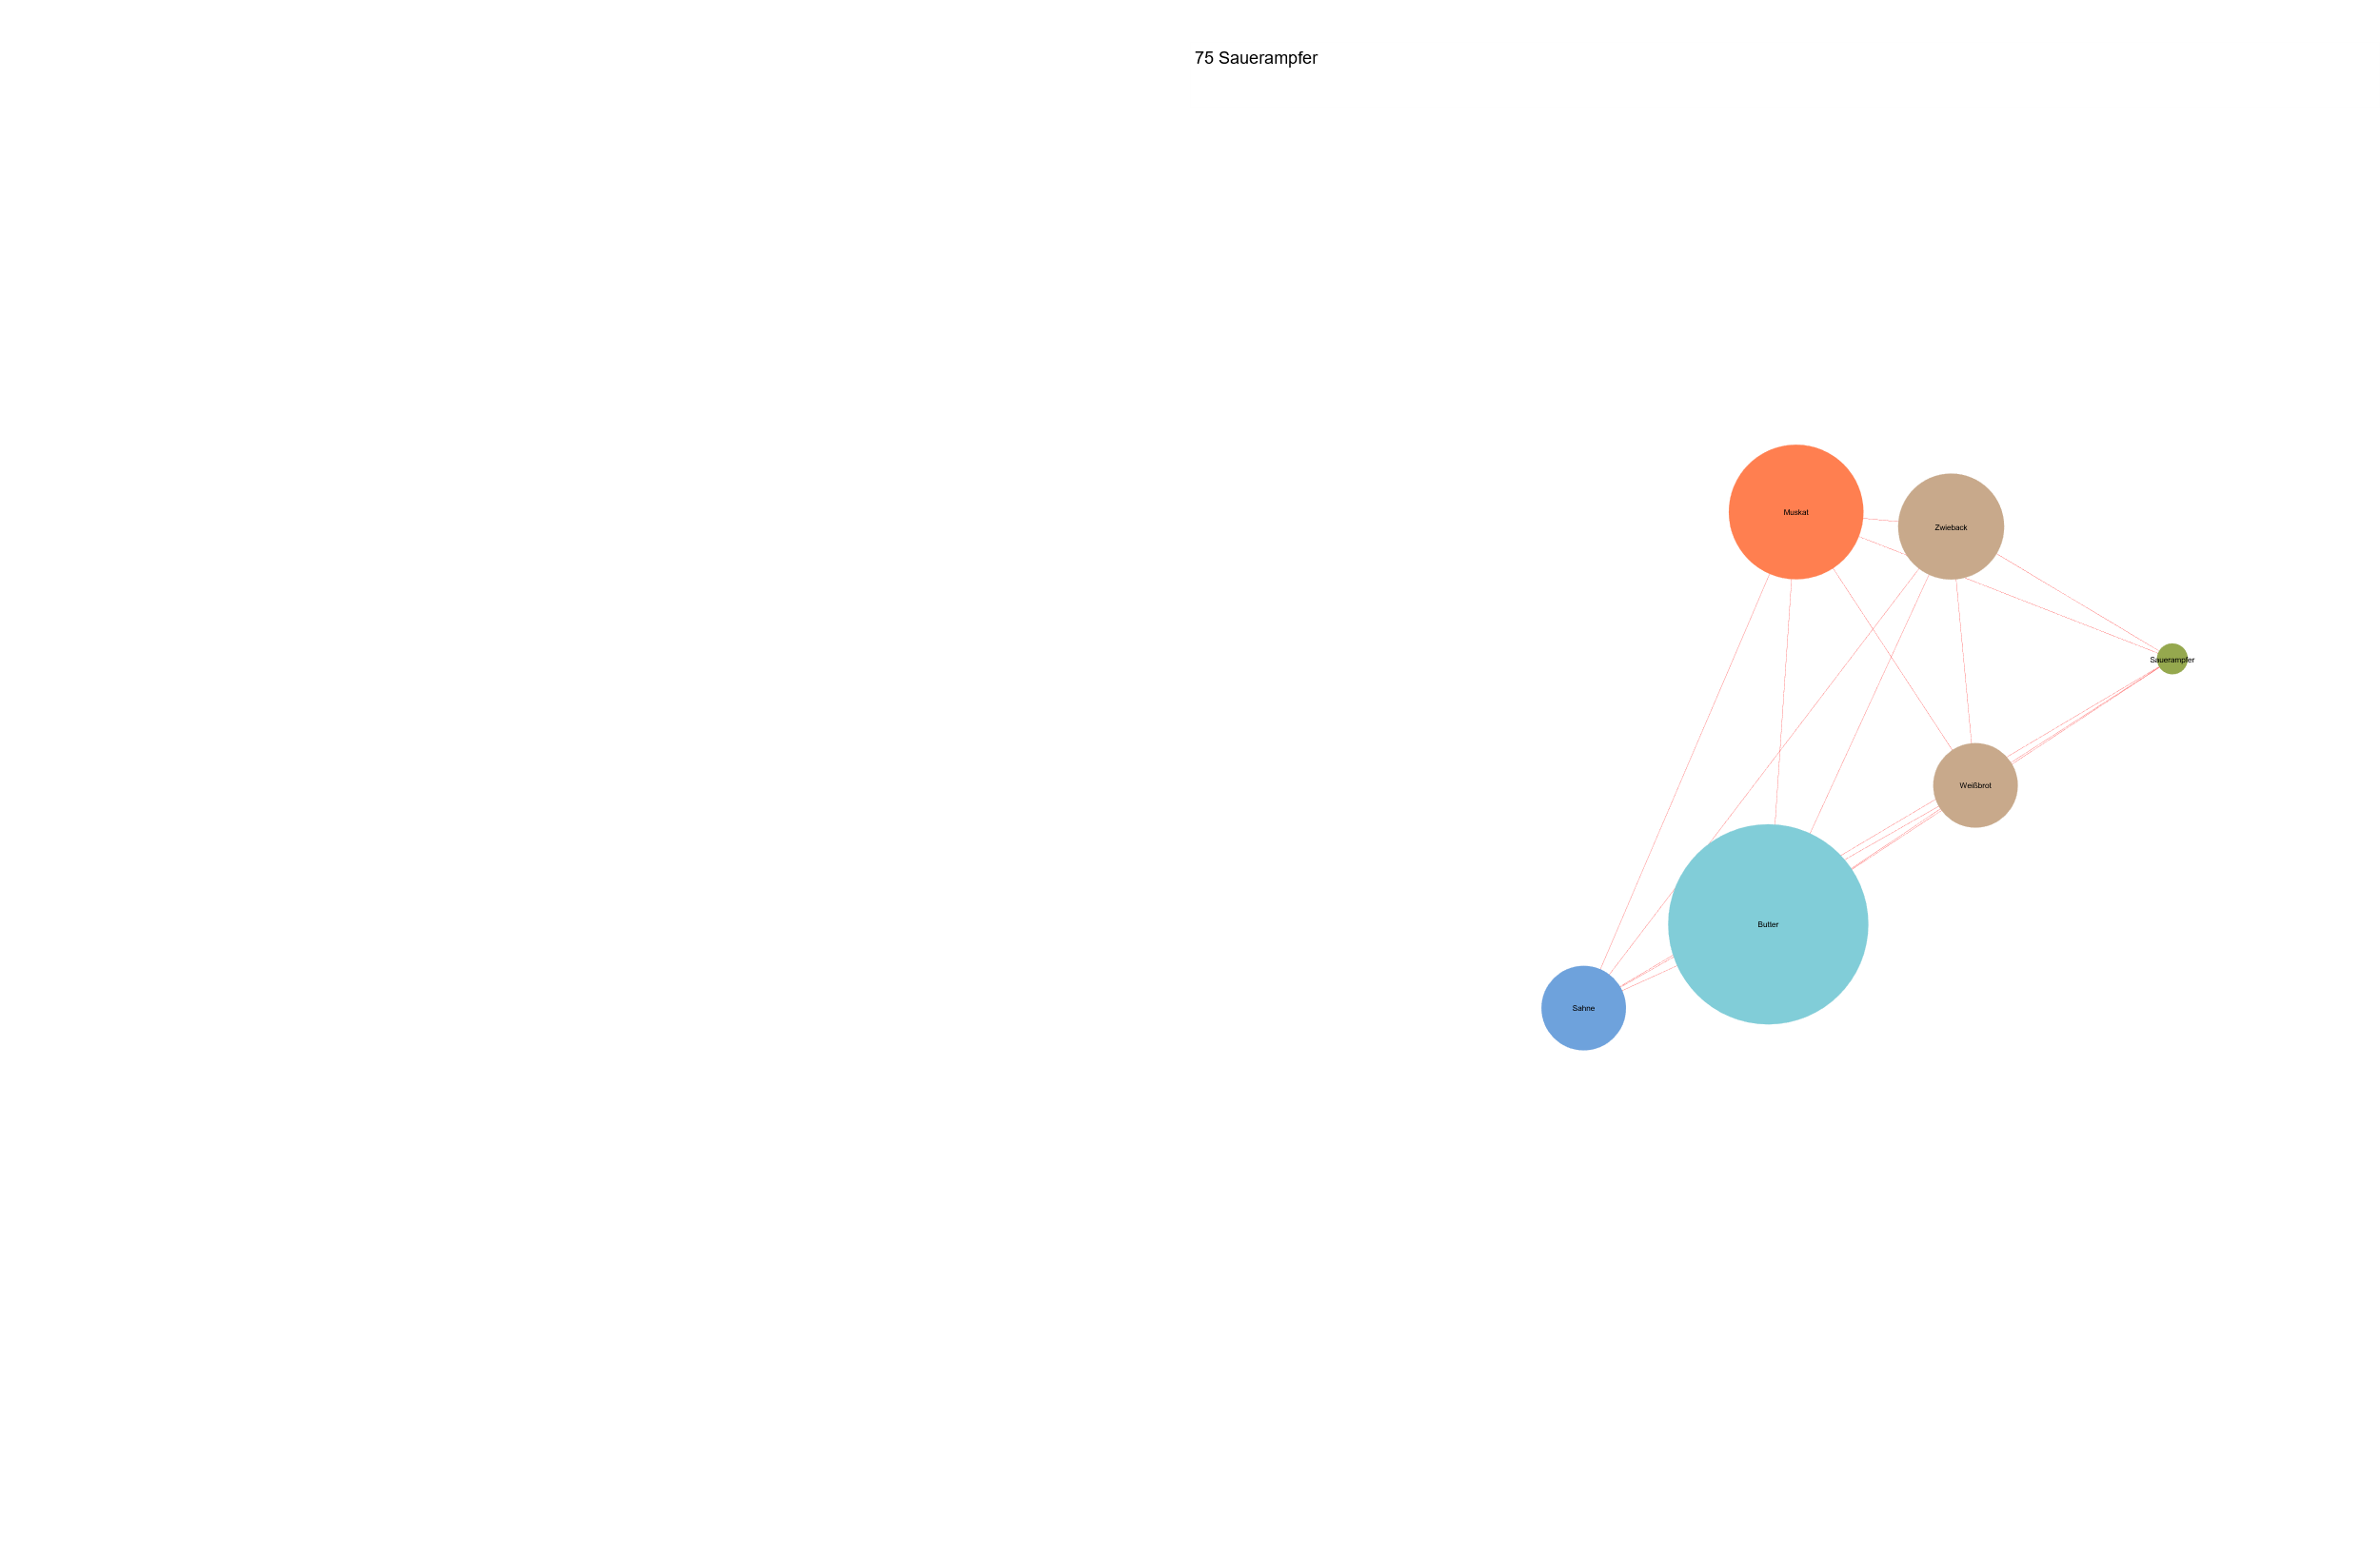 75 Sauerampfer
Muskat
Zwieback
Sauerampfer
Weißbrot
Butter
Sahne